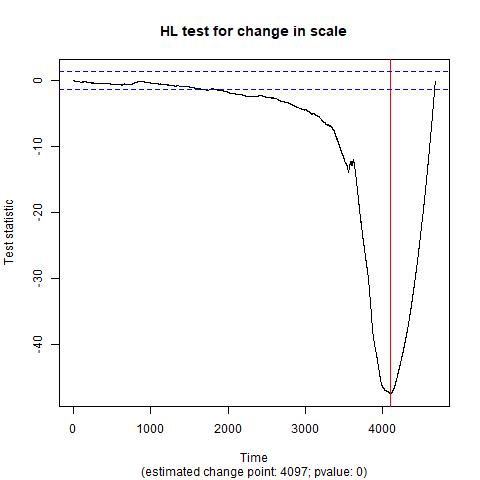 HL test for change in scale
Test statistic
0
-10
-20
-30
-40
0 1000 2000 3000 4000
Time
(estimated change point: 4097; pvalue: 0)